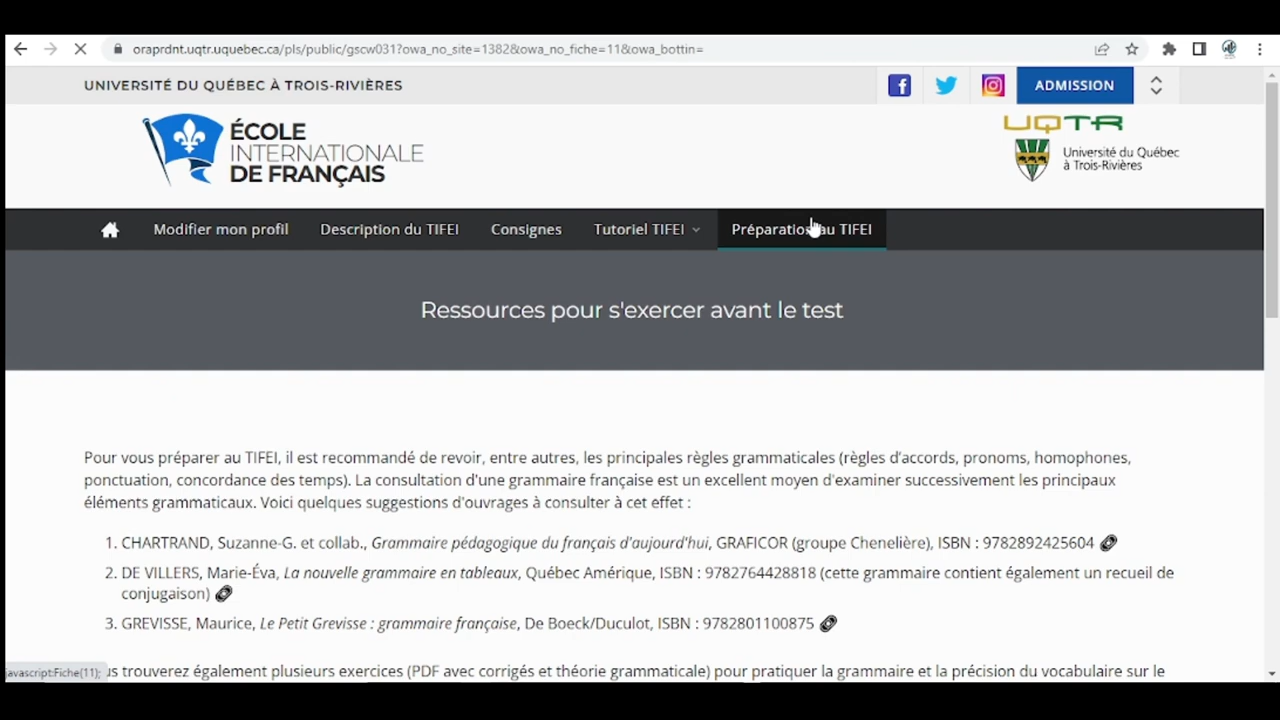 oraprdnt.uqtr.uquebec.ca/pls/public/gscw031?owa_no_site=1382&owa_no_fiche=11&owa_bottin=
UNIVERSITÉ DU QUÉBEC À TROIS-RIVIÈRES
ADMISSION
ÉCOLE
INTERNATIONALE
DE FRANÇAIS
UQTR
Université du Québec
à Trois-Rivières
Modifier mon profil Description du TIFEI Consignes Tutoriel TIFEI Préparation au TIFEI
Ressources pour s'exercer avant le test
Pour vous préparer au TIFEI, il est recommandé de revoir, entre autres, les principales règles grammaticales (règles d'accords, pronoms, homophones,
ponctuation, concordance des temps). La consultation d'une grammaire française est un excellent moyen d'examiner successivement les principaux
éléments grammaticaux. Voici quelques suggestions d'ouvrages à consulter à cet effet :
1. CHARTRAND, Suzanne-G. et collab., Grammaire pédagogique du français d'aujourd'hui, GRAFICOR (groupe Chenelière), ISBN : 9782892425604
2. DE VILLERS, Marie-Éva, La nouvelle grammaire en tableaux, Québec Amérique, ISBN : 9782764428818 (cette grammaire contient également un recueil de
conjugaison)
3. GREVISSE, Maurice, Le Petit Grevisse : grammaire française, De Boeck/Duculot, ISBN : 9782801100875
javascript:Fiche(11); us trouverez également plusieurs exercices (PDF avec corrigés et théorie grammaticale) pour pratiquer la grammaire et la précision du vocabulaire sur le